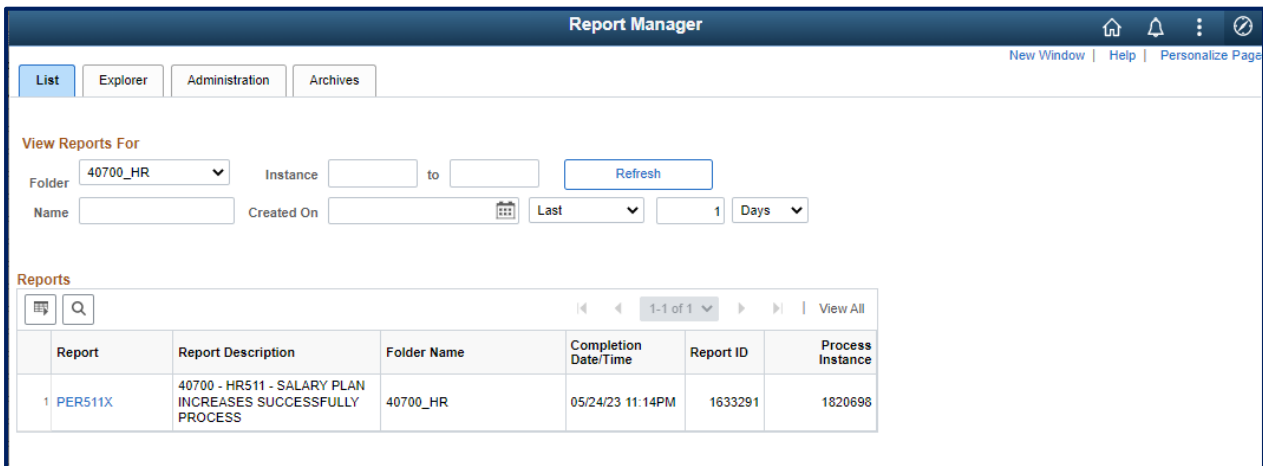 Report Manager
New Window | Help | Personalize Page
List Explorer Administration Archives
View Reports For
Folder 40700_HR Instance to Refresh
Name Created On Last 1 Days
Reports
1-1 of 1 | View All
Report Report Description Folder Name Completion Date/Time Report ID Process Instance
1 PER511X 40700 - HR511 - SALARY PLAN INCREASES SUCCESSFULLY PROCESS 40700_HR 05/24/23 11:14PM 1633291 1820698